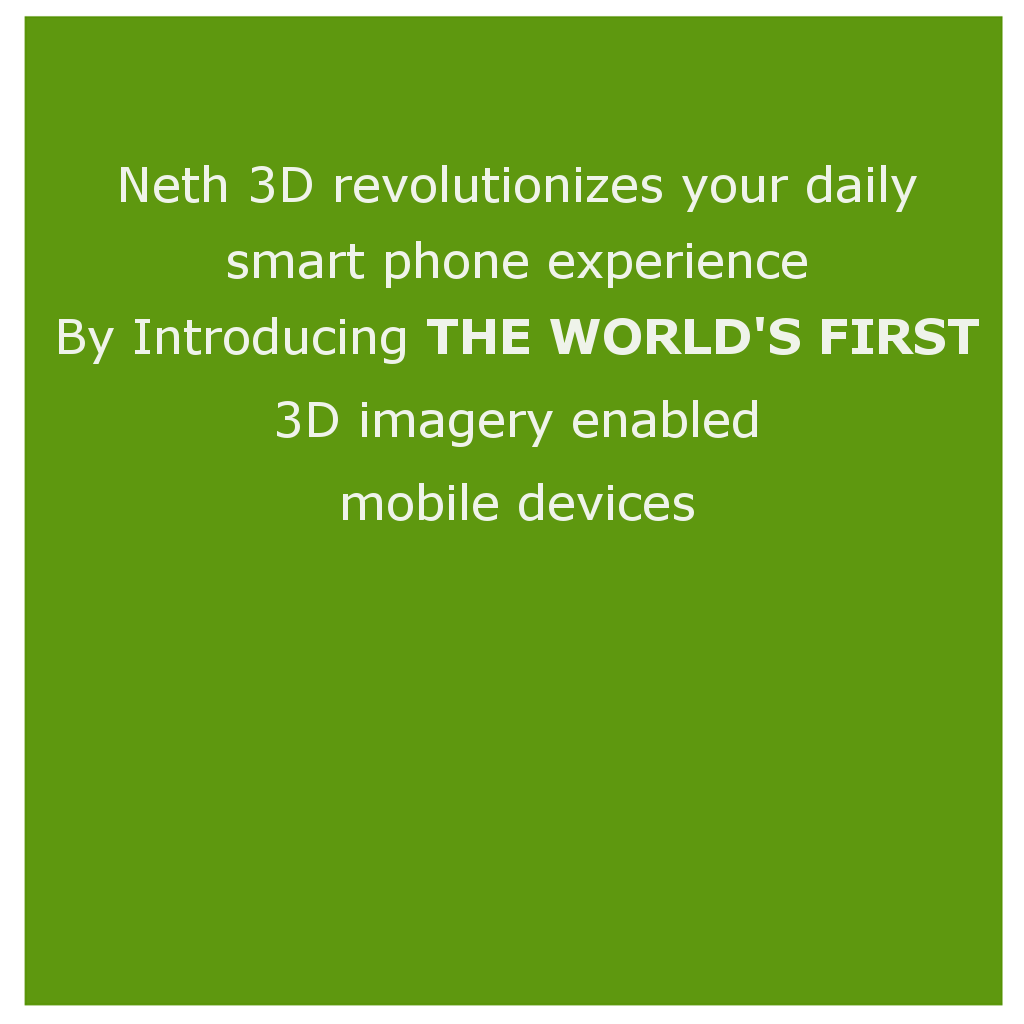 Neth 3D revolutionizes your daily
smart phone experience
By Introducing THE WORLD'S FIRST
3D imagery enabled
mobile devices